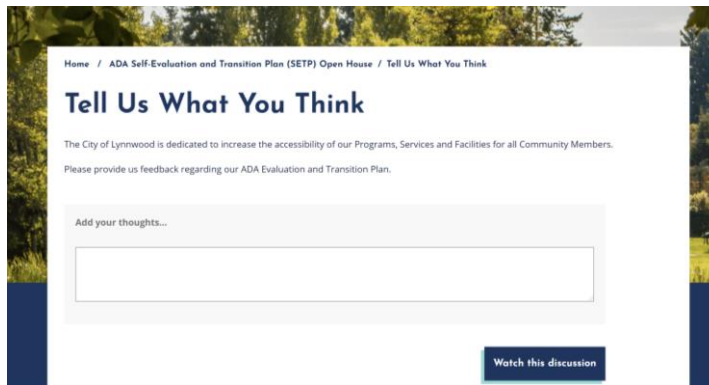 Home / ADA Self-Evaluation and Transition Plan (SETP) Open House / Tell Us What You Think
Tell Us What You Think
The City of Lynnwood is dedicated to increase the accessibility of our Programs, Services and Facilities for all Community Members.
Please provide us feedback regarding our ADA Evaluation and Transition Plan.
Add your thoughts...
Watch this discussion